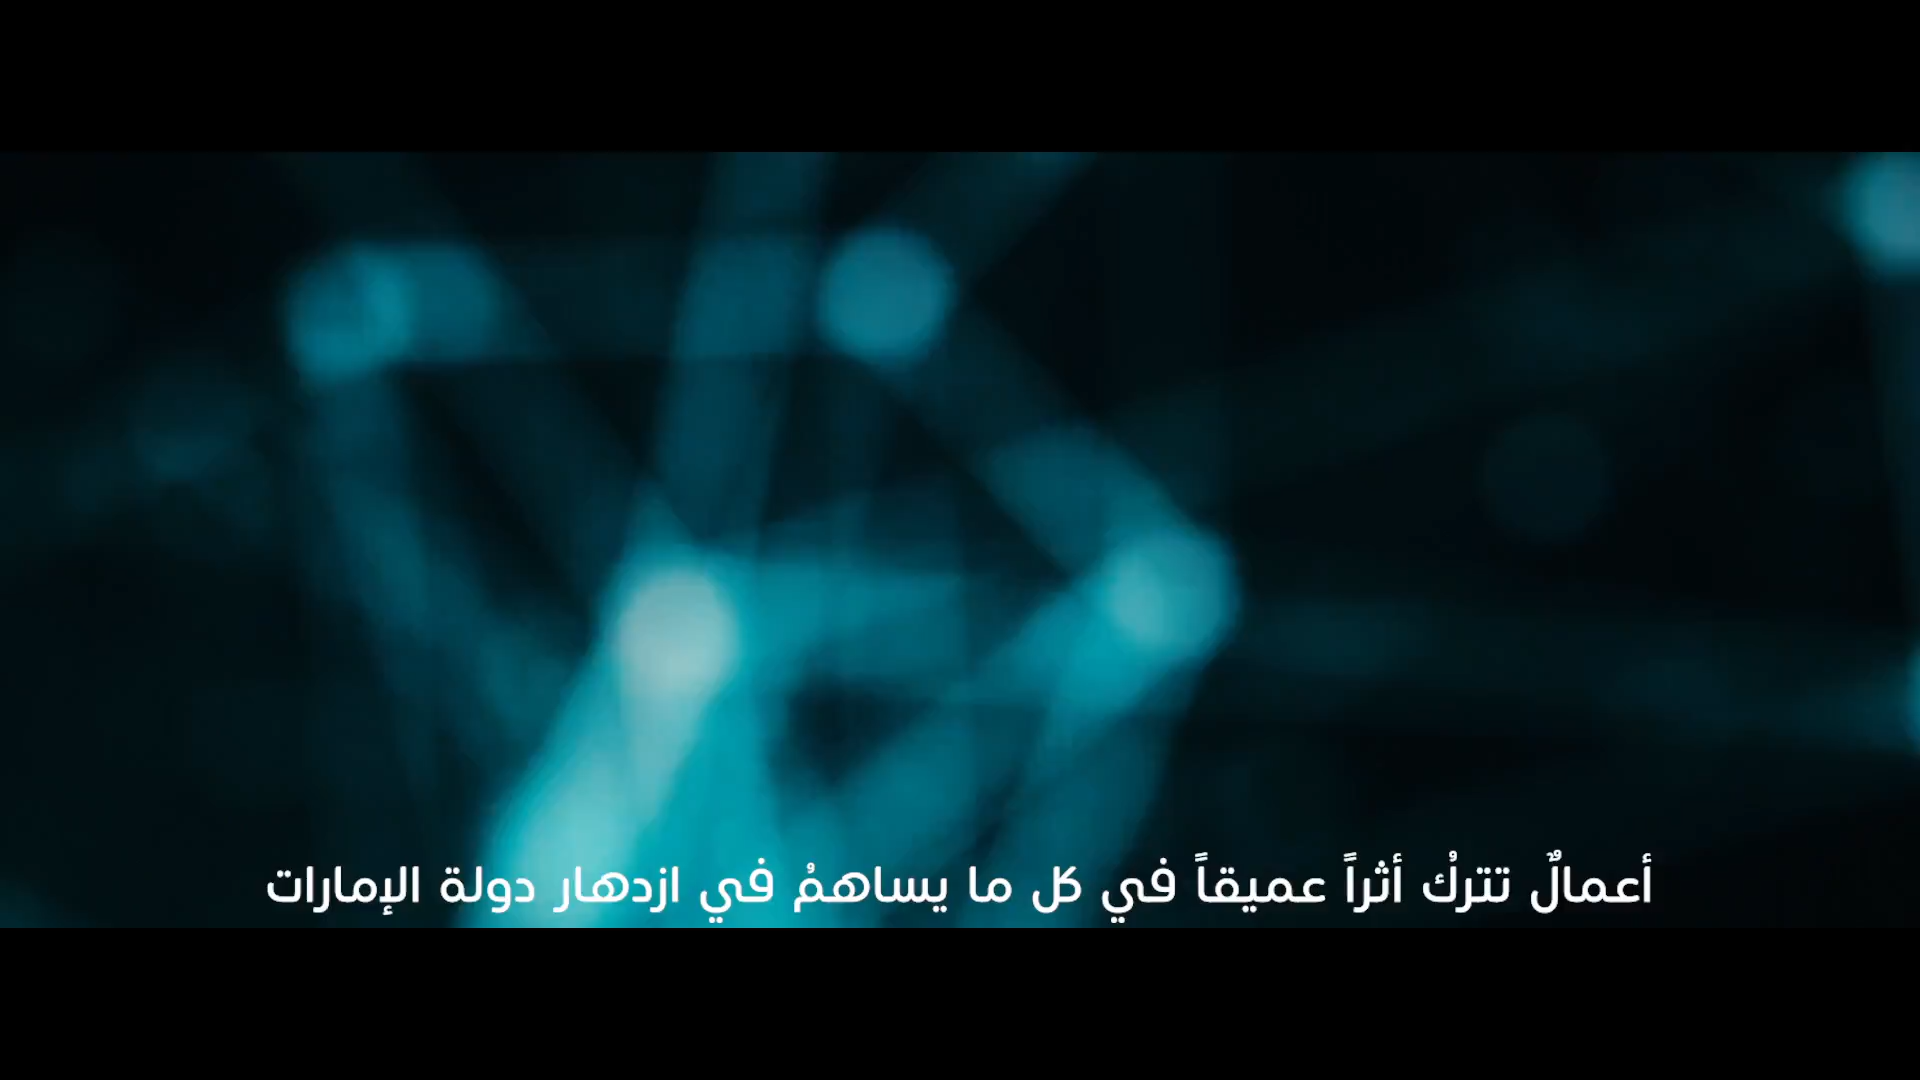 أعمالٌ تتركُ أثراً عميقاً في كل ما يساهمُ في ازدهار دولة الإمارات